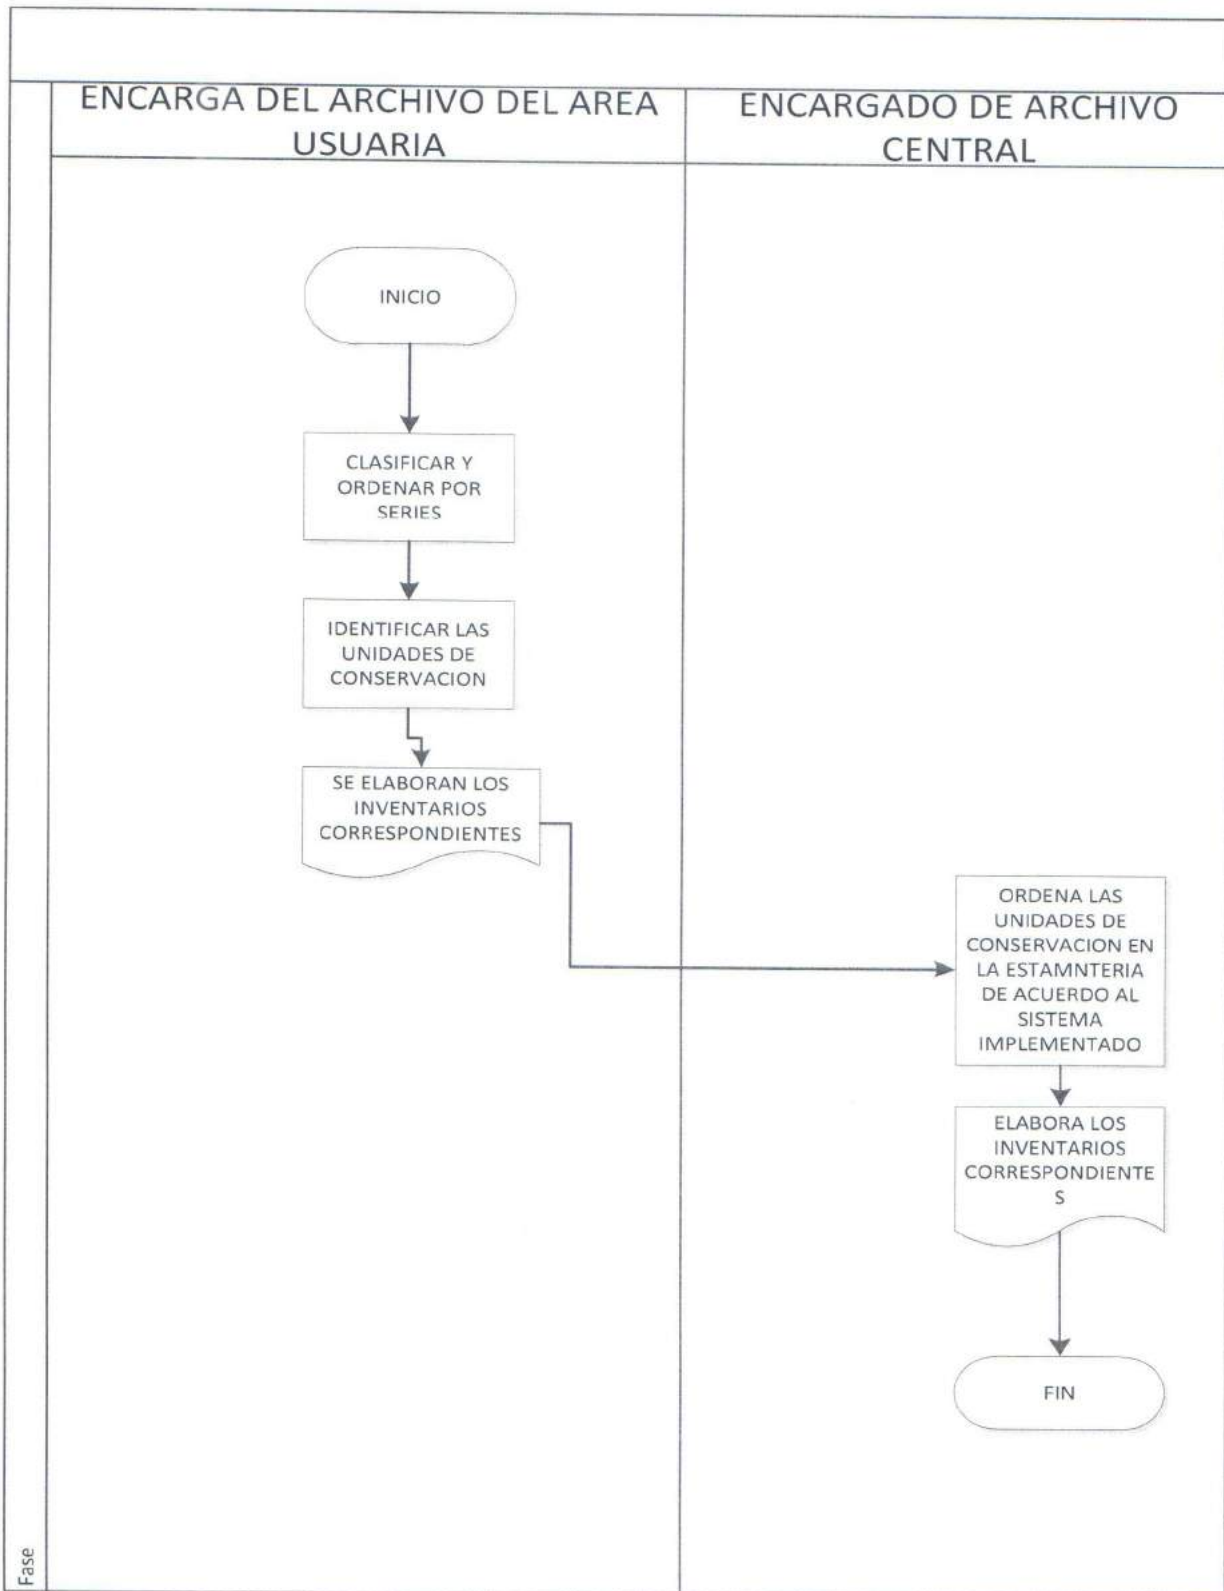 ENCARGA DEL ARCHIVO DEL AREA
USUARIA
ENCARGADO DE ARCHIVO
CENTRAL
INICIO
CLASIFICAR Y
ORDENAR POR
SERIES
IDENTIFICAR LAS
UNIDADES DE
CONSERVACION
SE ELABORAN LOS
INVENTARIOS
CORRESPONDIENTES
ORDENA LAS
UNIDADES DE
CONSERVACION EN
LA ESTAMNTERIA
DE ACUERDO AL
SISTEMA
IMPLEMENTADO
ELABORA LOS
INVENTARIOS
CORRESPONDIENTE
S
FIN
Fase